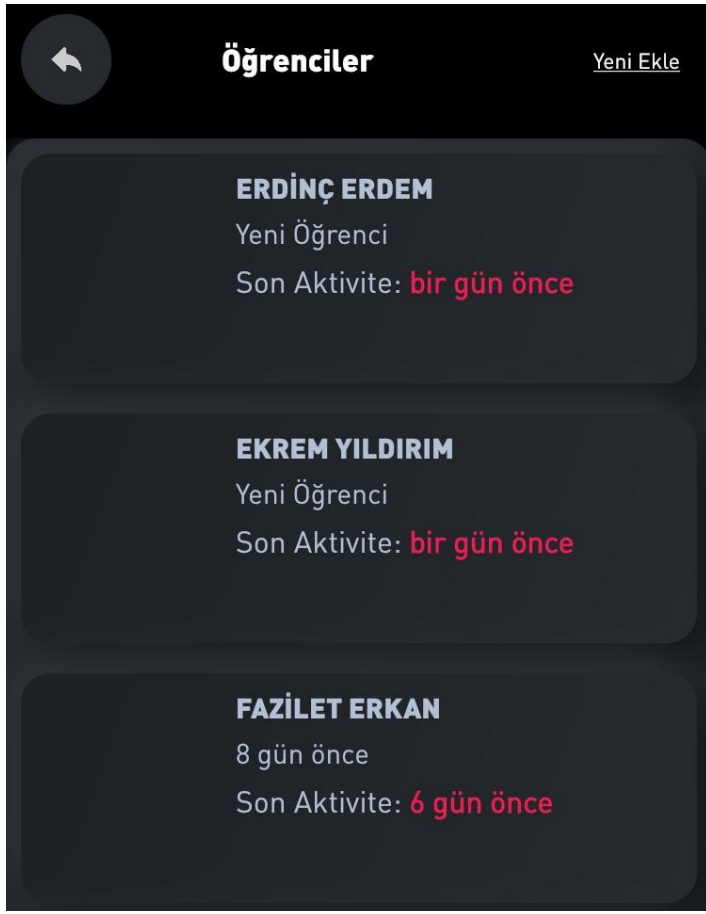 Öğrenciler
Yeni Ekle
ERDİNÇ ERDEM
Yeni Öğrenci
Son Aktivite: bir gün önce
EKREM YILDIRIM
Yeni Öğrenci
Son Aktivite: bir gün önce
FAZİLET ERKAN
8 gün önce
Son Aktivite: 6 gün önce